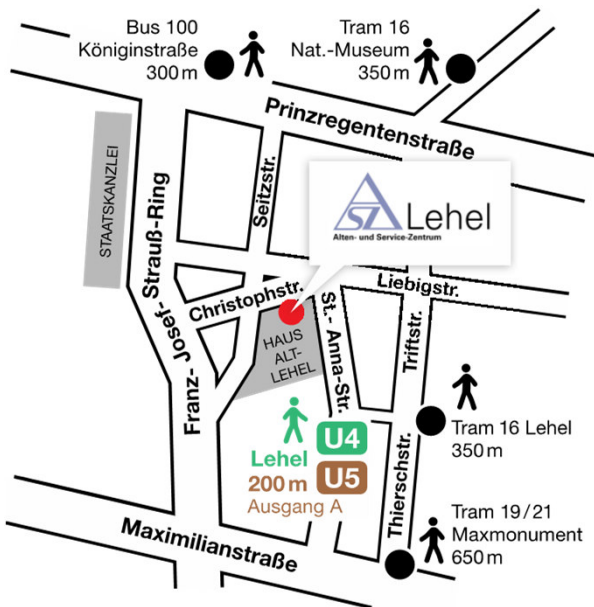 Bus 100
Königinstraße
300 m
Tram 16
Nat.-Museum
350 m
Prinzregentenstraße
STAATSKANZLEI
Seitzstr.
ASZ Lehel
Alten- und Service-Zentrum
Franz-Josef-Strauß-Ring
Christophstr.
Liebigstr.
HAUS
ALT-
LEHEL
St.-Anna-Str.
Triftstr.
Lehel
200 m
Ausgang A
U4
U5
Tram 16 Lehel
350 m
Thierschstr.
Tram 19/21
Maxmonument
650 m
Maximilianstraße